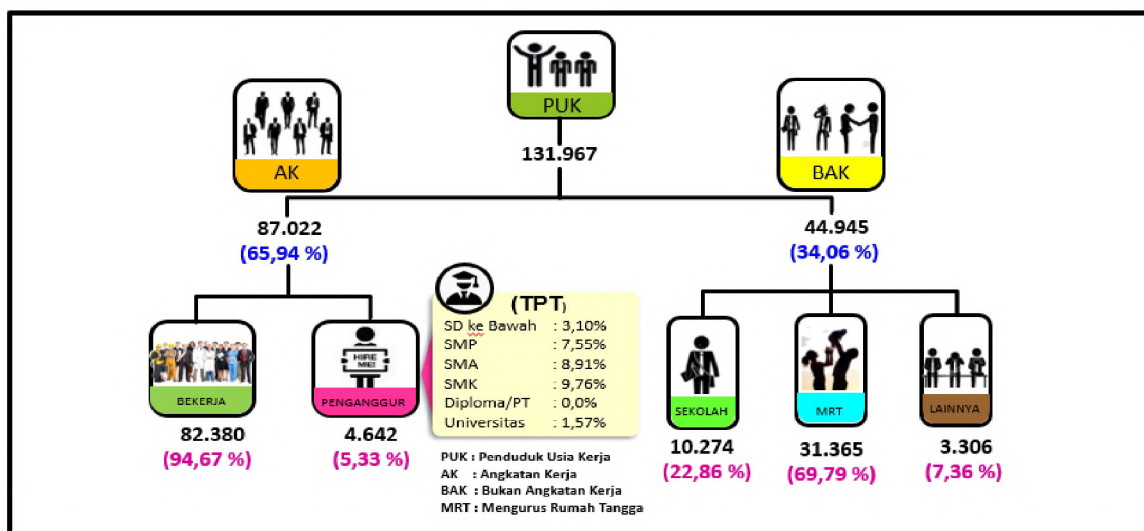 PUK
131.967
AK
BAK
87.022
(65,94 %)
44.945
(34,06 %)
HIRE
ME!
BEKERJA
82.380
(94,67 %)
PENGANGGUR
4.642
(5,33 %)
(TPT)
SD ke Bawah : 3,10%
SMP : 7,55%
SMA : 8,91%
SMK : 9,76%
Diploma/PT : 0,0%
Universitas : 1,57%
SEKOLAH
10.274
(22,86 %)
MRT
31.365
(69,79 %)
LAINNYA
3.306
(7,36 %)
PUK : Penduduk Usia Kerja
AK : Angkatan Kerja
BAK : Bukan Angkatan Kerja
MRT : Mengurus Rumah Tangga